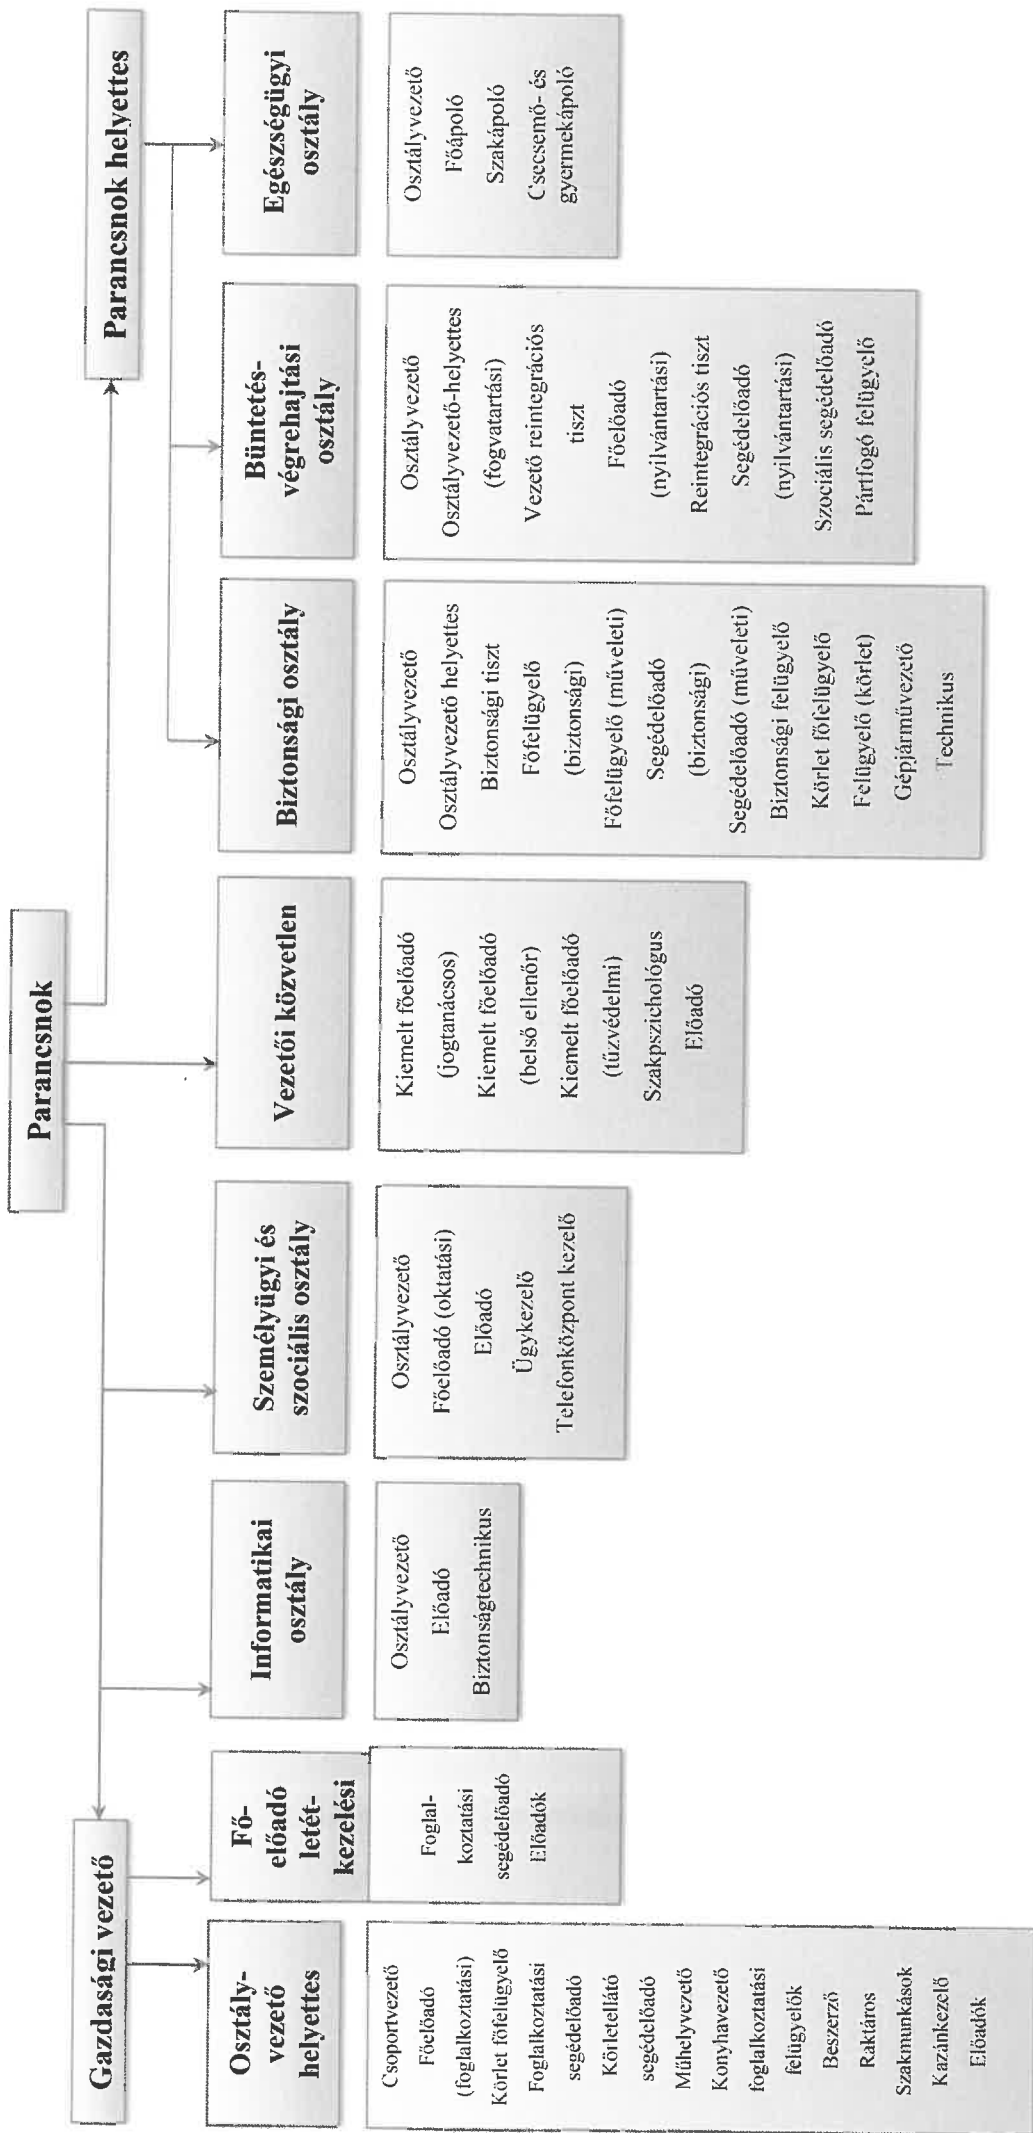 Parancsnok
Gazdasági vezető
Parancsnok helyettes
Osztály-
vezető
helyettes
Fő-
előadó
letét-
kezelési
Informatikai
osztály
Személyügyi és
szociális osztály
Vezetői közvetlen
Biztonsági osztály
Büntetés-
végrehajtási
osztály
Egészségügyi
osztály
Csoportvezető
Főelőadó
(foglalkoztatási)
Körlet főfelügyelő
Foglalkoztatási
segédelőadó
Körletellátó
segédelőadó
Műhelyvezető
Konyhavezető
foglalkoztatási
felügyelők
Beszerző
Raktáros
Szakmunkások
Kazánkezelő
Előadók
Foglal-
koztatási
segédelőadó
Előadók
Osztályvezető
Előadó
Biztonságtechnikus
Osztályvezető
Főelőadó (oktatási)
Előadó
Ügykezelő
Telefonközpont kezelő
Kiemelt főelőadó
(jogtanácsos)
Kiemelt főelőadó
(belső ellenőr)
Kiemelt főelőadó
(tűzvédelmi)
Szakpszichológus
Előadó
Osztályvezető
Osztályvezető helyettes
Biztonsági tiszt
Főfelügyelő
(biztonsági)
Főfelügyelő (műveleti)
Segédelőadó
(biztonsági)
Segédelőadó (műveleti)
Biztonsági felügyelő
Körlet főfelügyelő
Felügyelő (körlet)
Gépjárművezető
Technikus
Osztályvezető
Osztályvezető-helyettes
(fogvatartási)
Vezető reintegrációs
tiszt
Főelőadó
(nyilvántartási)
Reintegrációs tiszt
Segédelőadó
(nyilvántartási)
Szociális segédelőadó
Pártfogó felügyelő
Osztályvezető
Főápoló
Szakápoló
Csecsemő- és
gyermekápoló